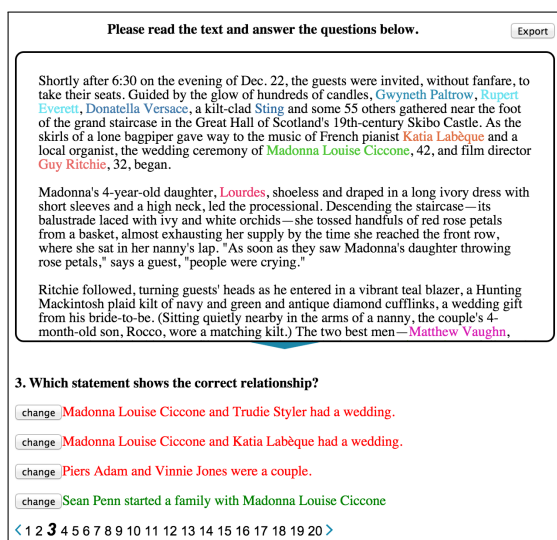 Please read the text and answer the questions below.
Export
Shortly after 6:30 on the evening of Dec. 22, the guests were invited, without fanfare, to
take their seats. Guided by the glow of hundreds of candles, Gwyneth Paltrow, Rupert
Everett, Donatella Versace, a kilt-clad Sting and some 55 others gathered near the foot
of the grand staircase in the Great Hall of Scotland's 19th-century Skibo Castle. As the
skirls of a lone bagpiper gave way to the music of French pianist Katia Labèque and a
local organist, the wedding ceremony of Madonna Louise Ciccone, 42, and film director
Guy Ritchie, 32, began.
Madonna's 4-year-old daughter, Lourdes, shoeless and draped in a long ivory dress with
short sleeves and a high neck, led the processional. Descending the staircase—its
balustrade laced with ivy and white orchids—she tossed handfuls of red rose petals
from a basket, almost exhausting her supply by the time she reached the front row,
where she sat in her nanny's lap. "As soon as they saw Madonna's daughter throwing
rose petals," says a guest, "people were crying."
Ritchie followed, turning guests' heads as he entered in a vibrant teal blazer, a Hunting
Mackintosh plaid kilt of navy and green and antique diamond cufflinks, a wedding gift
from his bride-to-be. (Sitting quietly nearby in the arms of a nanny, the couple's 4-
month-old son, Rocco, wore a matching kilt.) The two best men—Matthew Vaughn,
3. Which statement shows the correct relationship?
change Madonna Louise Ciccone and Trudie Styler had a wedding.
change Madonna Louise Ciccone and Katia Labèque had a wedding.
change Piers Adam and Vinnie Jones were a couple.
change Sean Penn started a family with Madonna Louise Ciccone
< 1 2 3 4 5 6 7 8 9 10 11 12 13 14 15 16 17 18 19 20 >